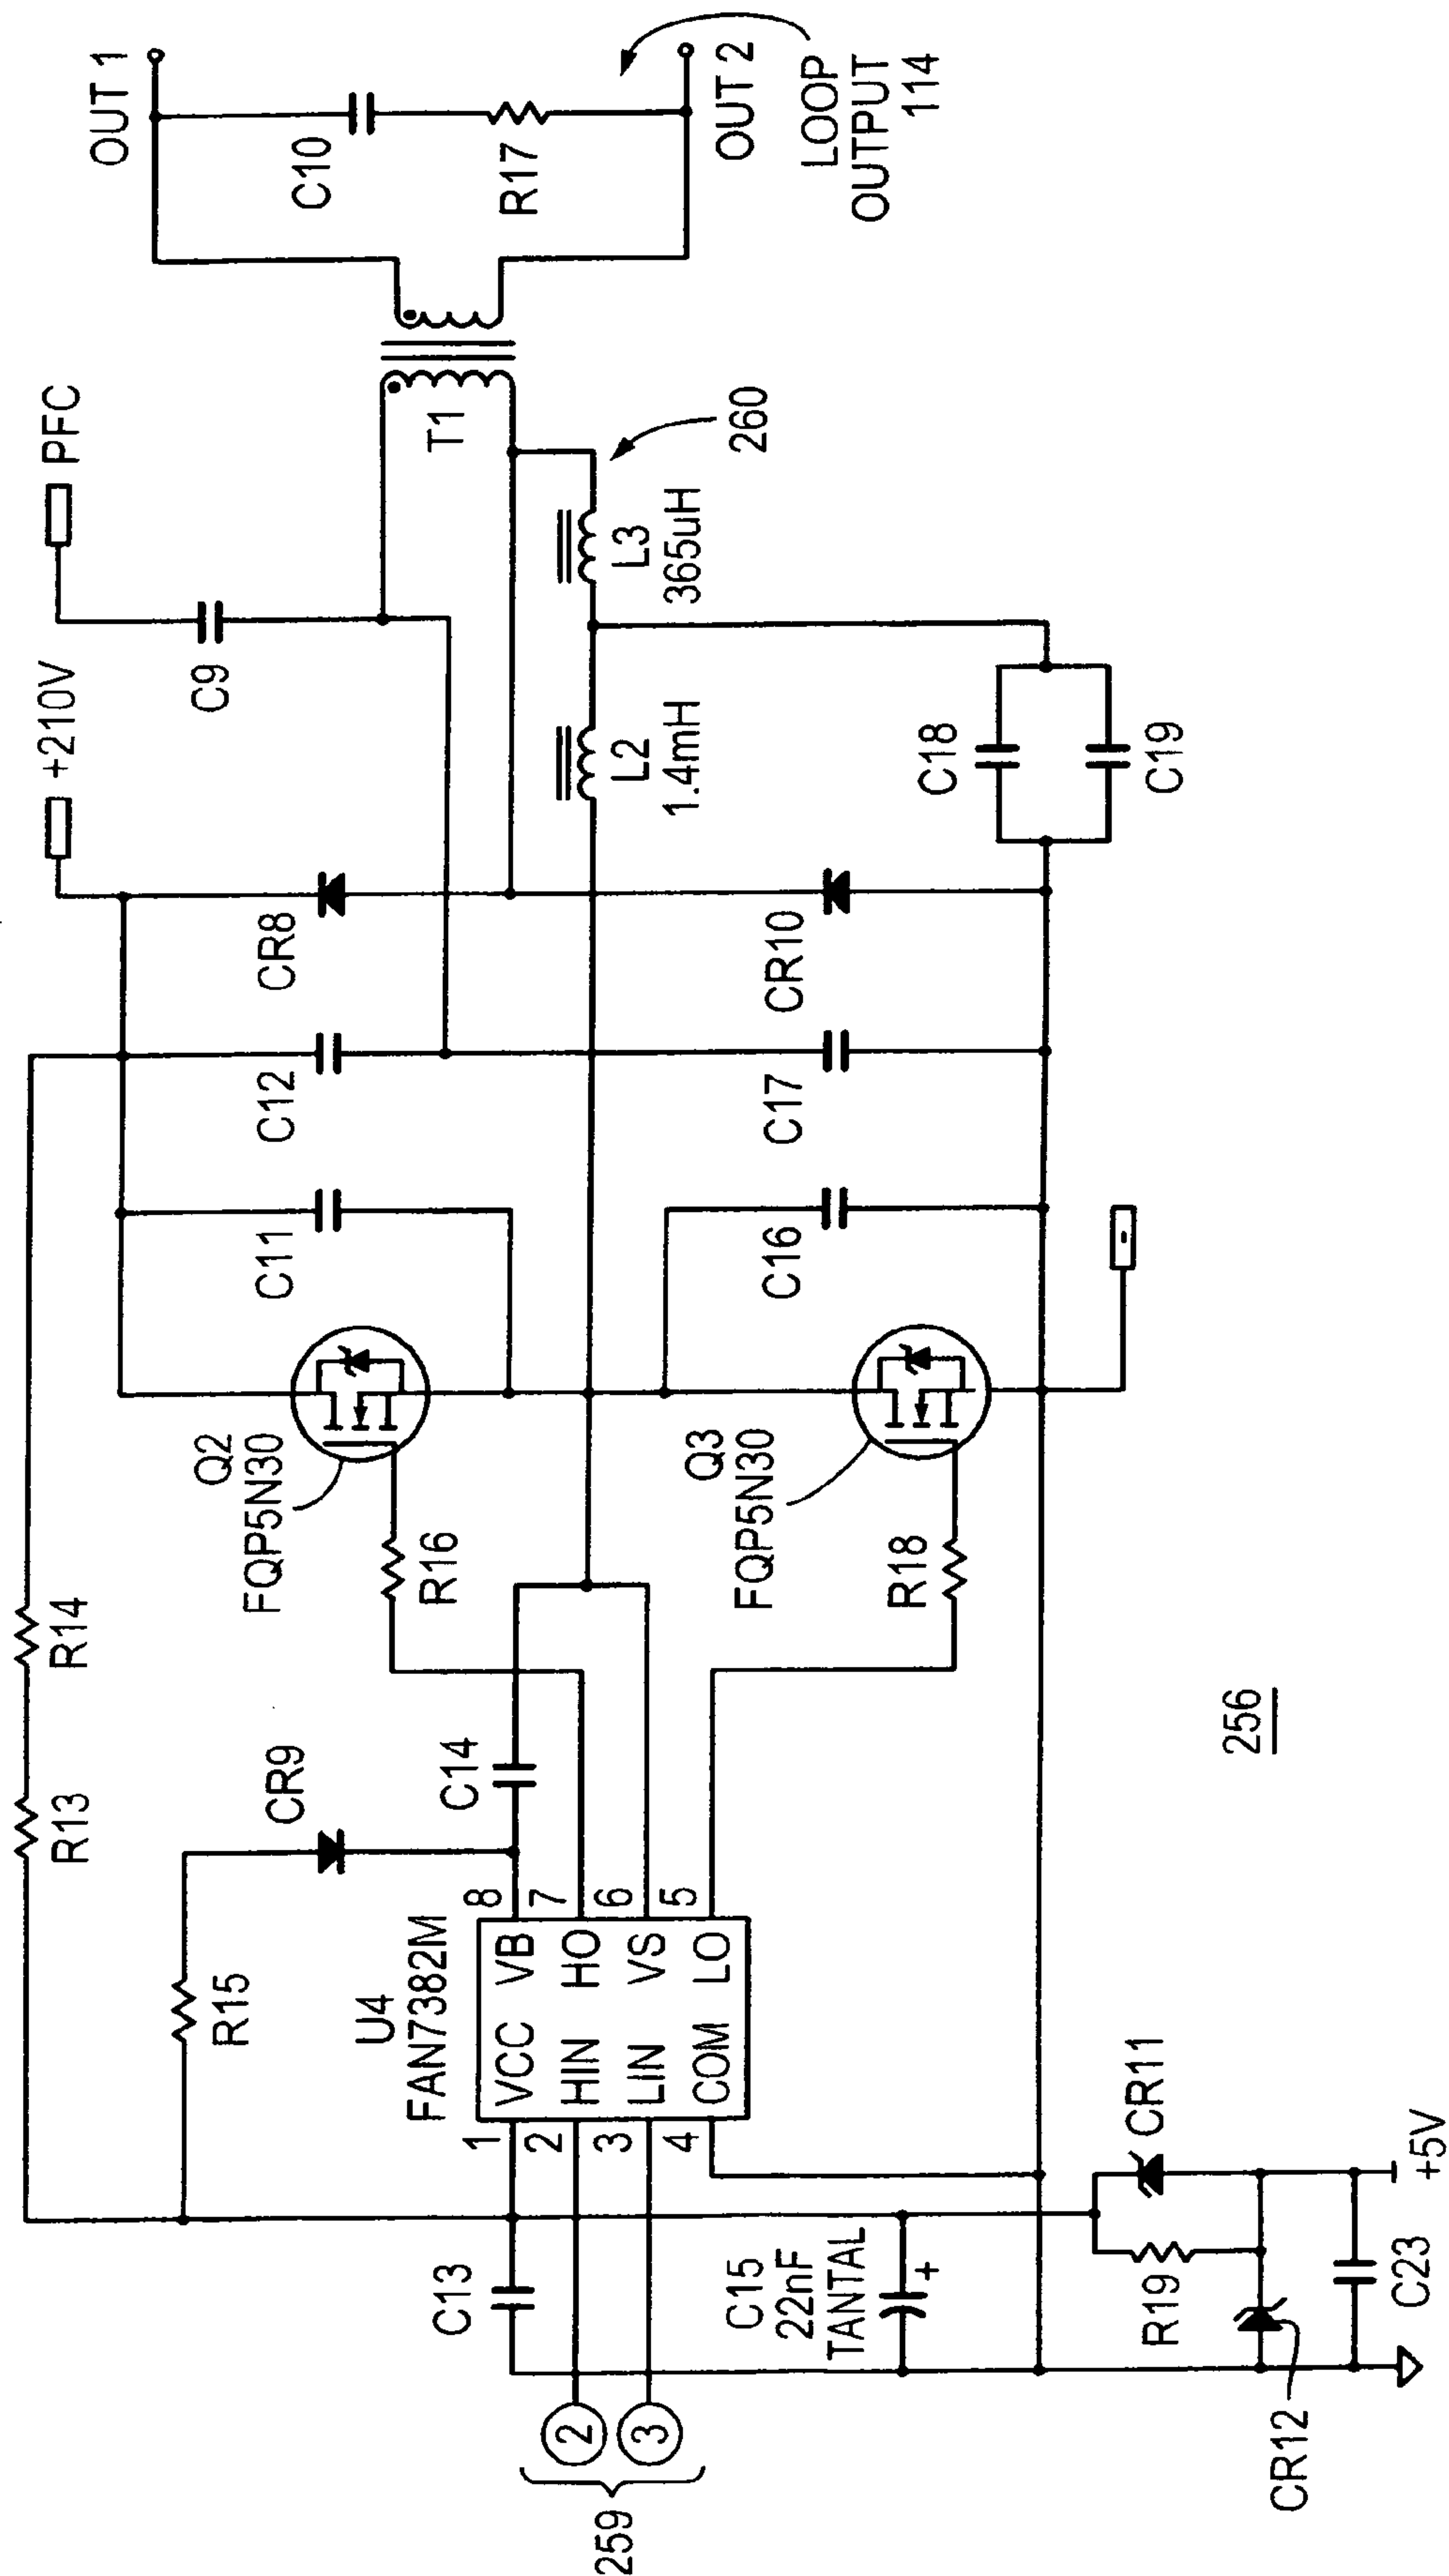 OUT 1
C10
R17
OUT 2
LOOP
OUTPUT
114
PFC
+210V
C9
T1
260
L3
365uH
L2
1.4mH
C18
C19
CR8
CR10
C12
C17
C11
C16
-
Q2
FQP5N30
Q3
FQP5N30
R16
R18
R14
R13
CR9
C14
R15
U4
FAN7382M
VCC VB
HIN HO
LIN VS
COM LO
8
7
6
5
1
2
3
4
C13
C15
22nF
TANTAL
+
CR11
R19
CR12
C23
+5V
2
3
259
256